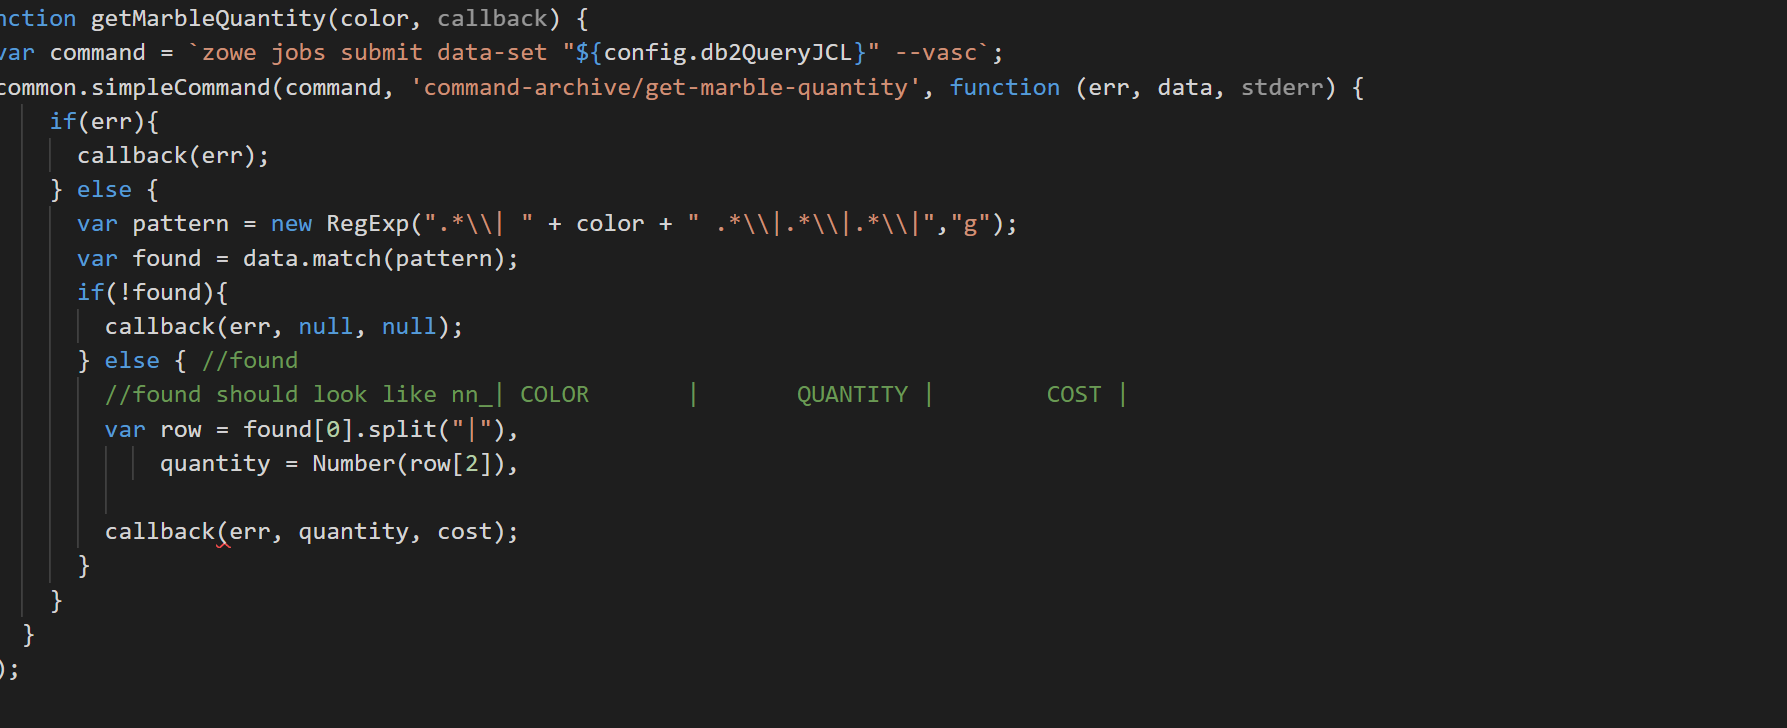 nction getMarbleQuantity(color, callback) {
var command = `zowe jobs submit data-set "${config.db2QueryJCL}" --vasc`;
common.simpleCommand(command, 'command-archive/get-marble-quantity', function (err, data, stderr) {
if(err){
callback(err);
} else {
var pattern = new RegExp(".*\\| " + color + " .*\\|.*\\|.*\\|","g");
var found = data.match(pattern);
if(!found){
callback(err, null, null);
} else { //found
//found should look like nn_| COLOR       |       QUANTITY |        COST |
var row = found[0].split("|"),
quantity = Number(row[2]),
callback(err, quantity, cost);
}
}
}
);